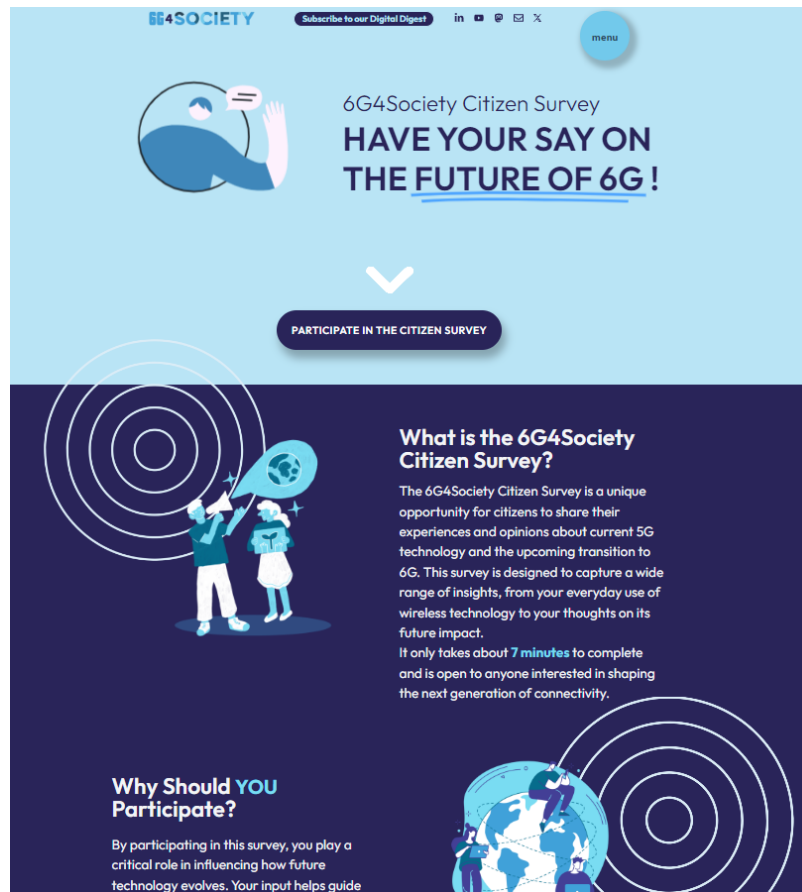 6G4SOCIETY
Subscribe to our Digital Digest
in
menu
6G4Society Citizen Survey
HAVE YOUR SAY ON
THE FUTURE OF 6G !
PARTICIPATE IN THE CITIZEN SURVEY
What is the 6G4Society
Citizen Survey?
The 6G4Society Citizen Survey is a unique
opportunity for citizens to share their
experiences and opinions about current 5G
technology and the upcoming transition to
6G. This survey is designed to capture a wide
range of insights, from your everyday use of
wireless technology to your thoughts on its
future impact.
It only takes about 7 minutes to complete
and is open to anyone interested in shaping
the next generation of connectivity.
Why Should YOU
Participate?
By participating in this survey, you play a
critical role in influencing how future
technology evolves. Your input helps guide